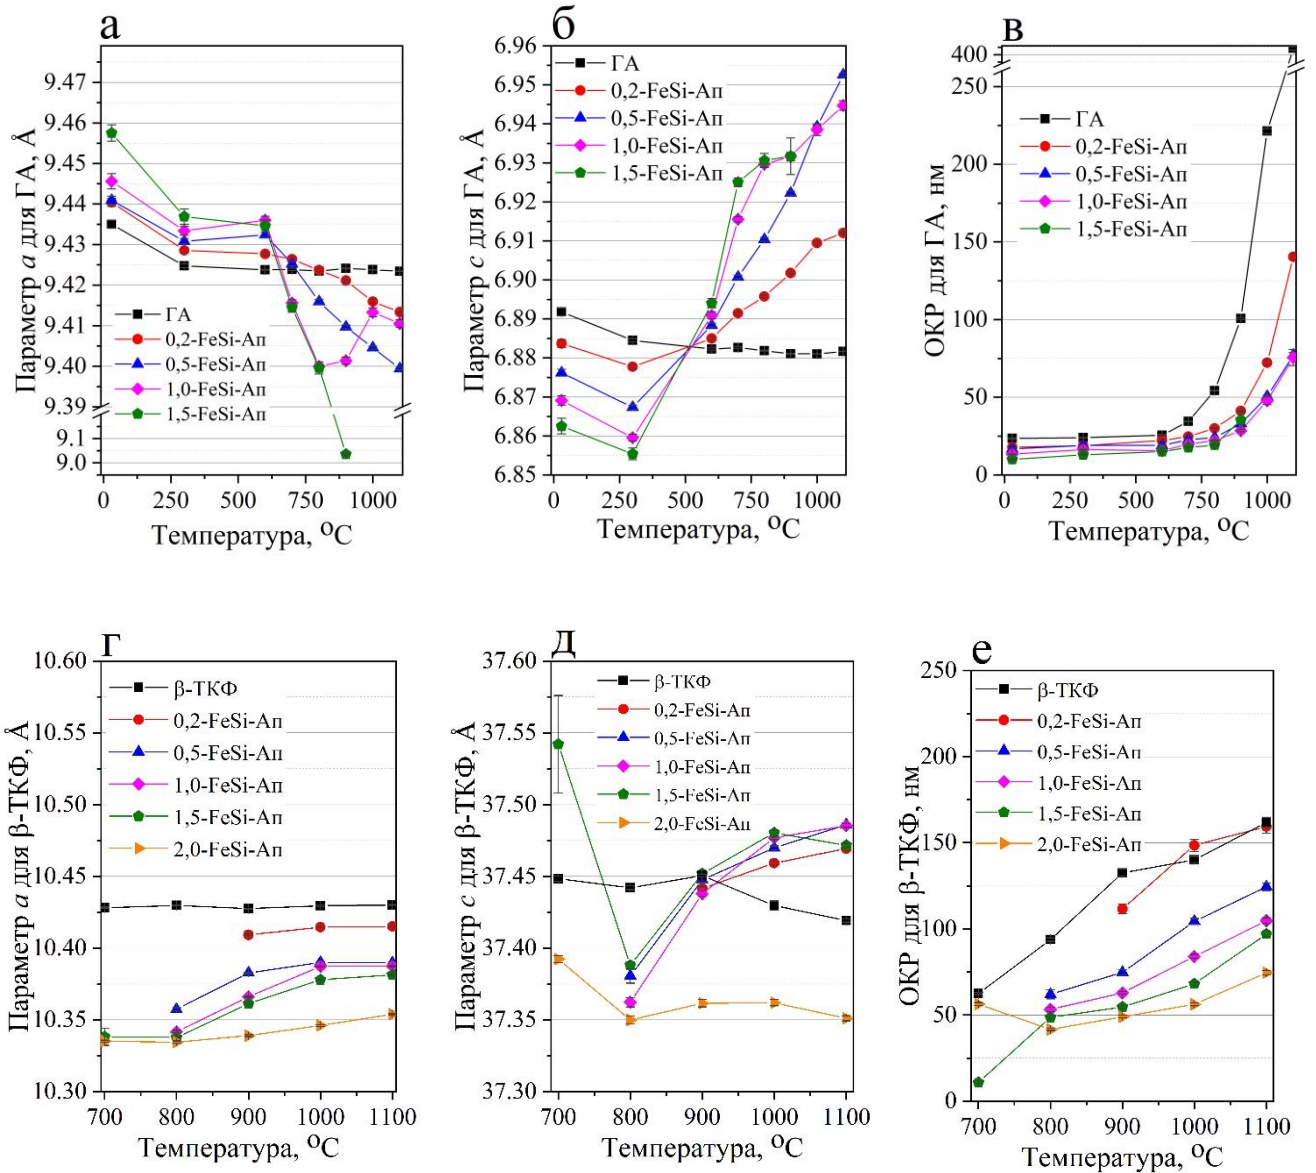 а
Параметр a для ГА, Å
9.47
9.46
9.45
9.44
9.43
9.42
9.41
9.40
9.39
9.1
9.0
ГА
0,2-FeSi-Ап
0,5-FeSi-Ап
1,0-FeSi-Ап
1,5-FeSi-Ап
0 250 500 750 1000
Температура, °C
б
Параметр c для ГА, Å
6.96
6.95
6.94
6.93
6.92
6.91
6.90
6.89
6.88
6.87
6.86
6.85
ГА
0,2-FeSi-Ап
0,5-FeSi-Ап
1,0-FeSi-Ап
1,5-FeSi-Ап
0 250 500 750 1000
Температура, °C
в
ОКР для ГА, нм
400
250
200
150
100
50
0
ГА
0,2-FeSi-Ап
0,5-FeSi-Ап
1,0-FeSi-Ап
1,5-FeSi-Ап
0 250 500 750 1000
Температура, °C
г
Параметр a для β-ТКФ, Å
10.60
10.55
10.50
10.45
10.40
10.35
10.30
β-ТКФ
0,2-FeSi-Ап
0,5-FeSi-Ап
1,0-FeSi-Ап
1,5-FeSi-Ап
2,0-FeSi-Ап
700 800 900 1000 1100
Температура, °C
д
Параметр c для β-ТКФ, Å
37.60
37.55
37.50
37.45
37.40
37.35
37.30
β-ТКФ
0,2-FeSi-Ап
0,5-FeSi-Ап
1,0-FeSi-Ап
1,5-FeSi-Ап
2,0-FeSi-Ап
700 800 900 1000 1100
Температура, °C
е
ОКР для β-ТКФ, нм
250
200
150
100
50
0
β-ТКФ
0,2-FeSi-Ап
0,5-FeSi-Ап
1,0-FeSi-Ап
1,5-FeSi-Ап
2,0-FeSi-Ап
700 800 900 1000 1100
Температура, °C